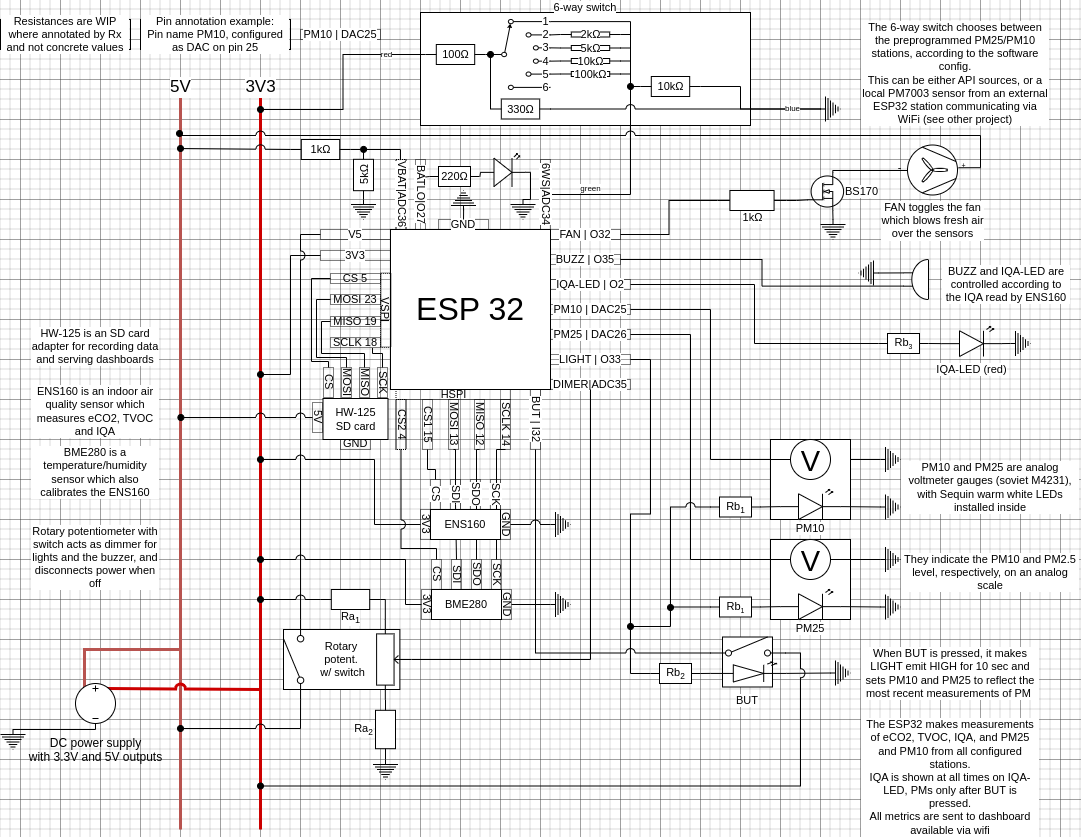 6-way switch
Resistances are WIP
where annotated by Rx
and not concrete values
Pin annotation example:
Pin name PM10, configured
as DAC on pin 25
PM10 | DAC25
red
100Ω
1
2
3
4
5
6
2kΩ
5kΩ
10kΩ
100kΩ
330Ω
10kΩ
blue
The 6-way switch chooses between
the preprogrammed PM25/PM10
stations, according to the software
config.
This can be either API sources, or a
local PM7003 sensor from an external
ESP32 station communicating via
WiFi (see other project)
5V
3V3
1kΩ
5kΩ
VBAT|ADC36
BATLO|O27
220Ω
6WS|ADC34
green
GND
- +
BS170
1kΩ
FAN toggles the fan
which blows fresh air
over the sensors
V5
3V3
CS 5
MOSI 23
MISO 19
SCLK 18
VSPI
ESP 32
FAN | O32
BUZZ | O35
IQA-LED | O2
PM10 | DAC25
PM25 | DAC26
LIGHT | O33
DIMER|ADC35
BUZZ and IQA-LED are
controlled according to
the IQA read by ENS160
Rb3
IQA-LED (red)
HW-125 is an SD card
adapter for recording data
and serving dashboards
ENS160 is an indoor air
quality sensor which
measures eCO2, TVOC
and IQA
BME280 is a
temperature/humidity
sensor which also
calibrates the ENS160
Rotary potentiometer with
switch acts as dimmer for
lights and the buzzer, and
disconnects power when
off
CS
MOSI
MISO
SCK
5V
HW-125
SD card
GND
HSPI
CS2 4
CS1 15
MOSI 13
MISO 12
SCLK 14
BUT | I32
CS
SDI
SDO
SCK
3V3
ENS160
GND
CS
SDI
SDO
SCK
3V3
BME280
GND
V
Rb1
PM10
V
Rb1
PM25
PM10 and PM25 are analog
voltmeter gauges (soviet M4231),
with Sequin warm white LEDs
installed inside
They indicate the PM10 and PM2.5
level, respectively, on an analog
scale
Ra1
Rotary
potent.
w/ switch
Ra2
Rb2
BUT
When BUT is pressed, it makes
LIGHT emit HIGH for 10 sec and
sets PM10 and PM25 to reflect the
most recent measurements of PM
The ESP32 makes measurements
of eCO2, TVOC, IQA, and PM25
and PM10 from all configured
stations.
IQA is shown at all times on IQA-
LED, PMs only after BUT is
pressed.
All metrics are sent to dashboard
available via wifi
+
−
DC power supply
with 3.3V and 5V outputs